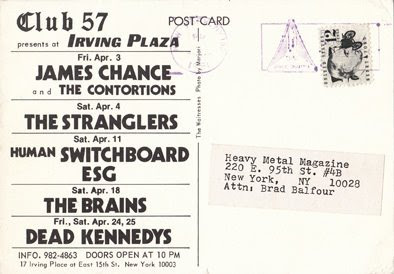 Club 57
presents at IRVING PLAZA
Fri. Apr. 3
JAMES CHANCE
and THE CONTORTIONS
Sat. Apr. 4
THE STRANGLERS
Sat. Apr. 11
HUMAN SWITCHBOARD
ESG
Sat. Apr. 18
THE BRAINS
Fri., Sat. Apr. 24, 25
DEAD KENNEDYS
INFO. 982-4863 DOORS OPEN AT 10 PM
17 Irving Place at East 15th St. New York 10003
POST-CARD
The Waitresses Photo by Marjori
12
Heavy Metal Magazine
220 E. 95th St. #4B
New York, NY 10028
Attn: Brad Balfour